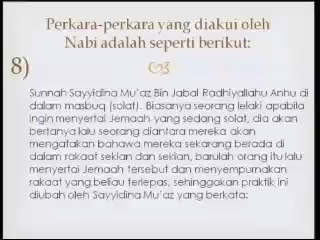 Perkara-perkara yang diakui oleh
Nabi adalah seperti berikut:
8)
Sunnah Sayyidina Mu'az Bin Jabal Radhiyallahu Anhu di
dalam masbuq (solat). Biasanya seorang lelaki apabila
ingin menyertai Jemaah yang sedang solat, dia akan
bertanya lalu seorang diantara mereka akan
mengatakan bahawa mereka sekarang berada di
dalam rakaat sekian dan sekian, barulah orang itu lalu
menyertai Jemaah tersebut dan menyempurnakan
rakaat yang beliau terlepas, sehinggakan praktik ini
diubah oleh Sayyidina Mu'az yang berkata: